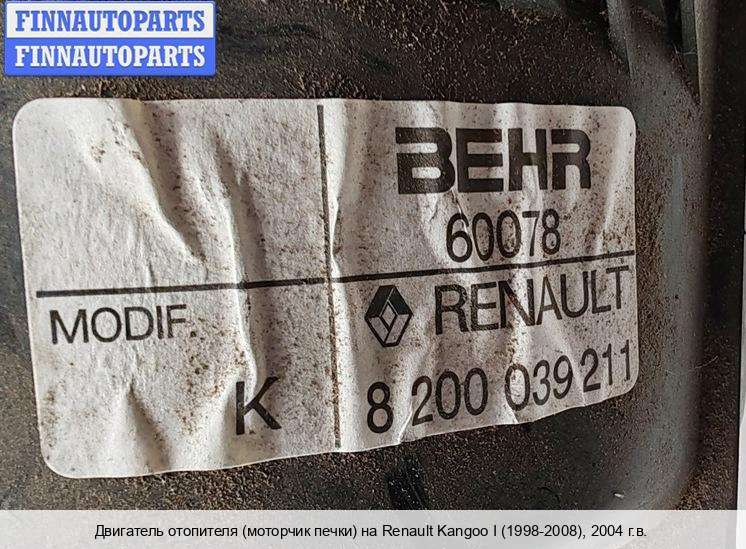 FINNAUTOPARTS
FINNAUTOPARTS
BEHR
60078
MODIF.
RENAULT
K
8 200 039 211
Двигатель отопителя (моторчик печки) на Renault Kangoo I (1998-2008), 2004 г.в.